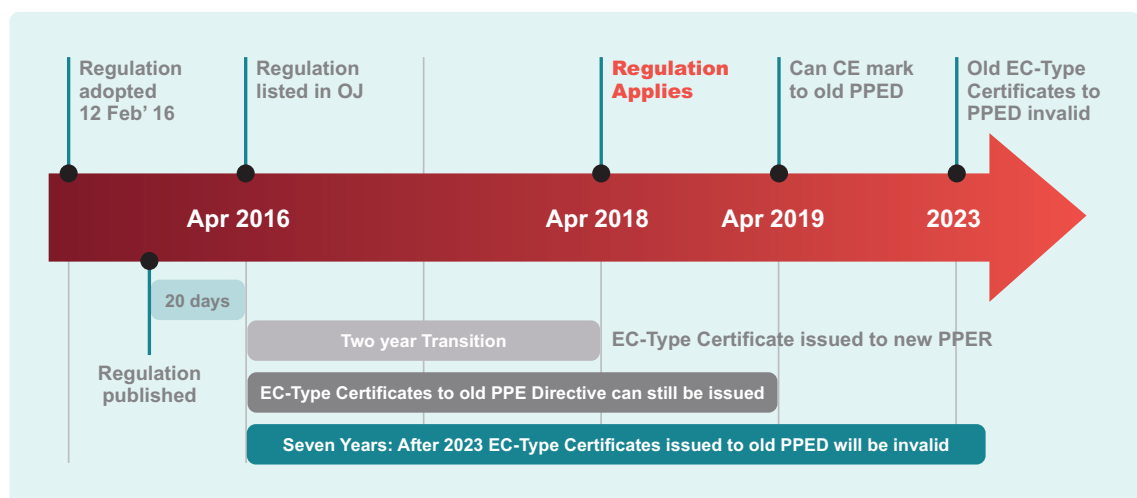 Regulation
adopted
12 Feb' 16
Regulation
listed in OJ
Regulation
Applies
Can CE mark
to old PPED
Old EC-Type
Certificates to
PPED invalid
Apr 2016
Apr 2018
Apr 2019
2023
20 days
Regulation
published
Two year Transition
EC-Type Certificate issued to new PPER
EC-Type Certificates to old PPE Directive can still be issued
Seven Years: After 2023 EC-Type Certificates issued to old PPED will be invalid